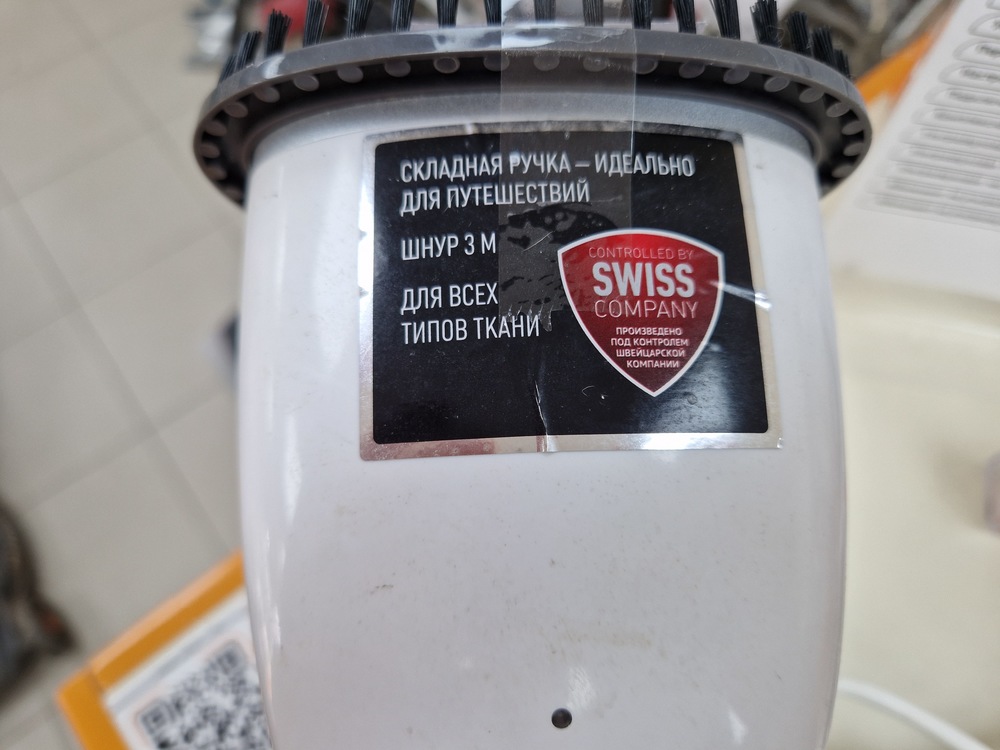 СКЛАДНАЯ РУЧКА – ИДЕАЛЬНО
ДЛЯ ПУТЕШЕСТВИЙ
ШНУР 3 М
ДЛЯ ВСЕХ
ТИПОВ ТКАНИ
CONTROLLED BY
SWISS
COMPANY
ПРОИЗВЕДЕНО
ПОД КОНТРОЛЕМ
ШВЕЙЦАРСКОЙ
КОМПАНИИ